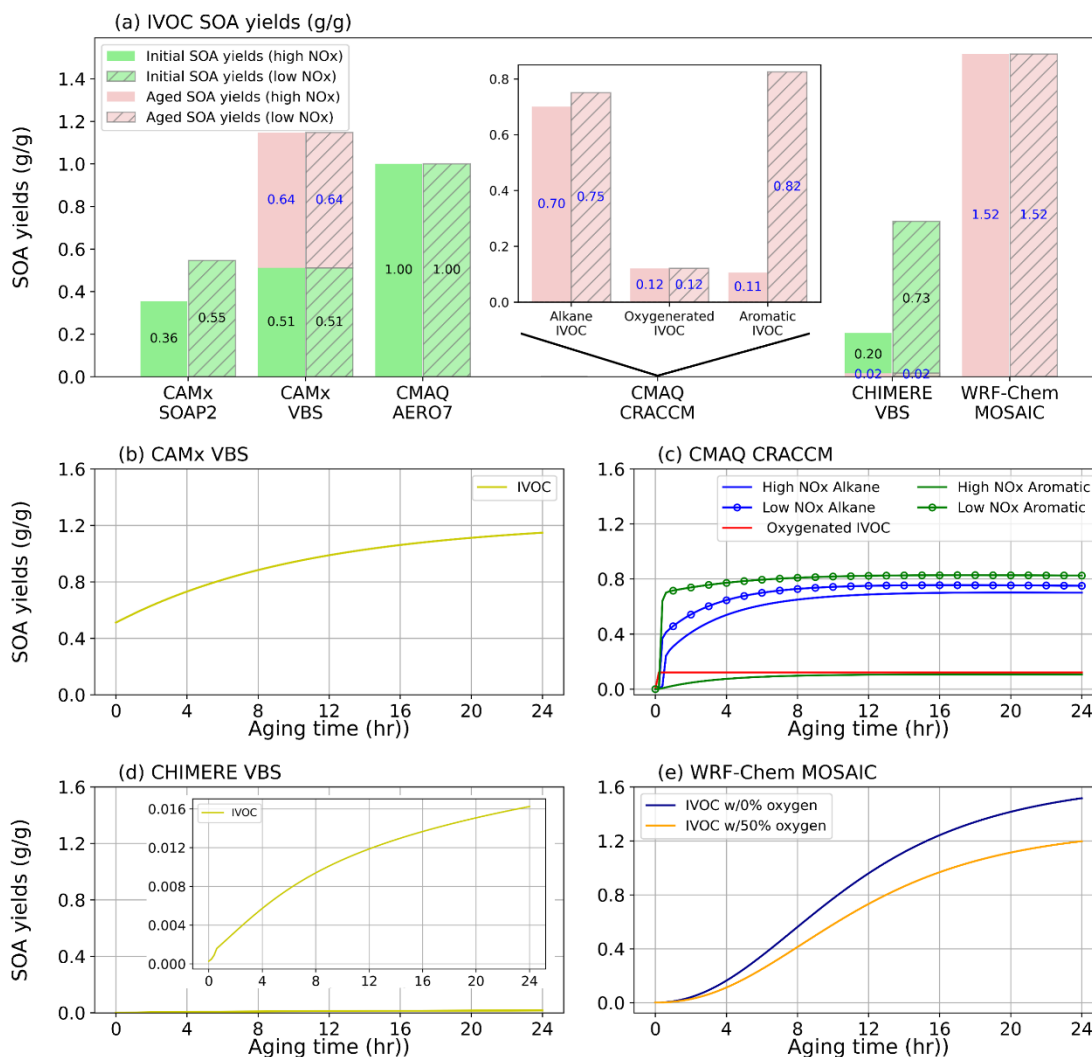 (a) IVOC SOA yields (g/g)
SOA yields (g/g)
1.4
1.2
1.0
0.8
0.6
0.4
0.2
0.0
Initial SOA yields (high NOx)
Initial SOA yields (low NOx)
Aged SOA yields (high NOx)
Aged SOA yields (low NOx)
0.36
0.55
0.64
0.64
0.51
0.51
1.00
1.00
0.8
0.6
0.4
0.2
0.0
0.70
0.75
0.12
0.12
0.11
0.82
Alkane
IVOC
Oxygenerated
IVOC
Aromatic
IVOC
0.73
0.20
0.02
0.02
1.52
1.52
CAMx
SOAP2
CAMx
VBS
CMAQ
AERO7
CMAQ
CRACCM
CHIMERE
VBS
WRF-Chem
MOSAIC
(b) CAMx VBS
SOA yields (g/g)
1.6
1.2
0.8
0.4
0.0
IVOC
0 4 8 12 16 20 24
Aging time (hr))
(c) CMAQ CRACCM
1.6
1.2
0.8
0.4
0.0
High NOx Alkane
Low NOx Alkane
Oxygenated IVOC
High NOx Aromatic
Low NOx Aromatic
0 4 8 12 16 20 24
Aging time (hr))
(d) CHIMERE VBS
SOA yields (g/g)
1.6
1.2
0.8
0.4
0.0
0.016
0.012
0.008
0.004
0.000
IVOC
0 4 8 12 16 20 24
0 4 8 12 16 20 24
Aging time (hr))
(e) WRF-Chem MOSAIC
1.6
1.2
0.8
0.4
0.0
IVOC w/0% oxygen
IVOC w/50% oxygen
0 4 8 12 16 20 24
Aging time (hr))